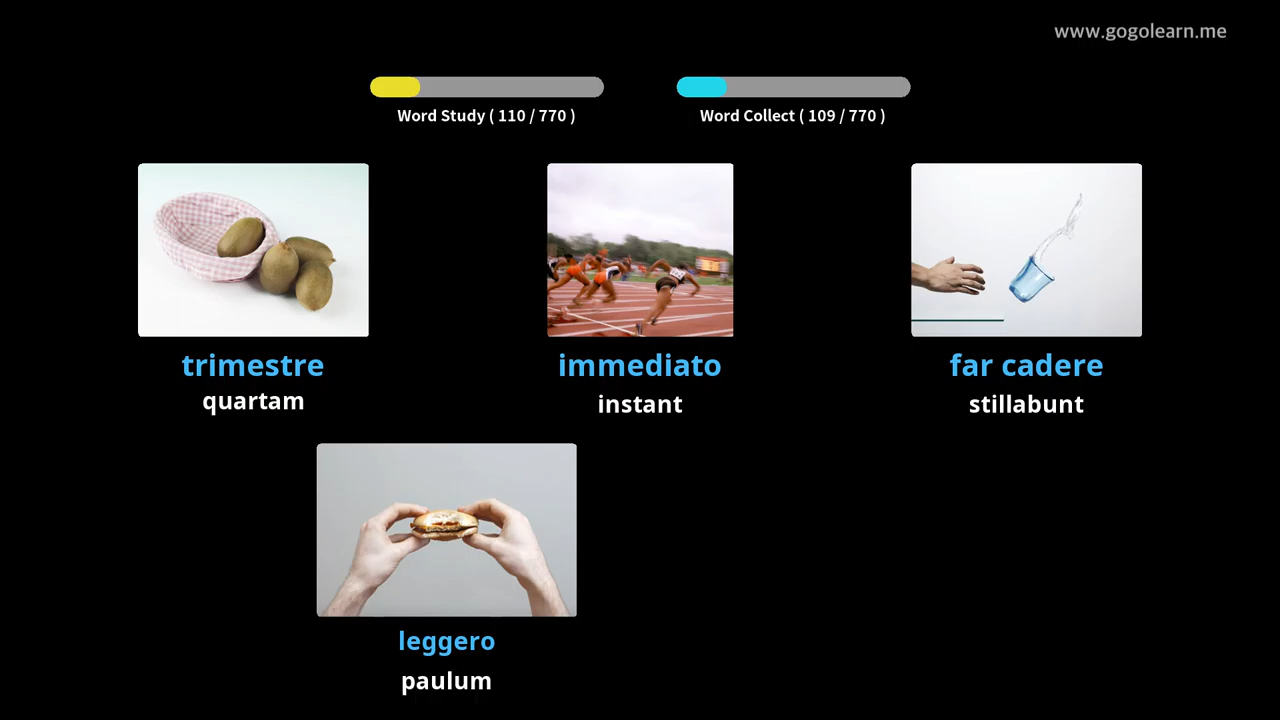 www.gogolearn.me
Word Study ( 110 / 770 )
Word Collect ( 109 / 770 )
trimestre
quartam
immediato
instant
far cadere
stillabunt
leggero
paulum